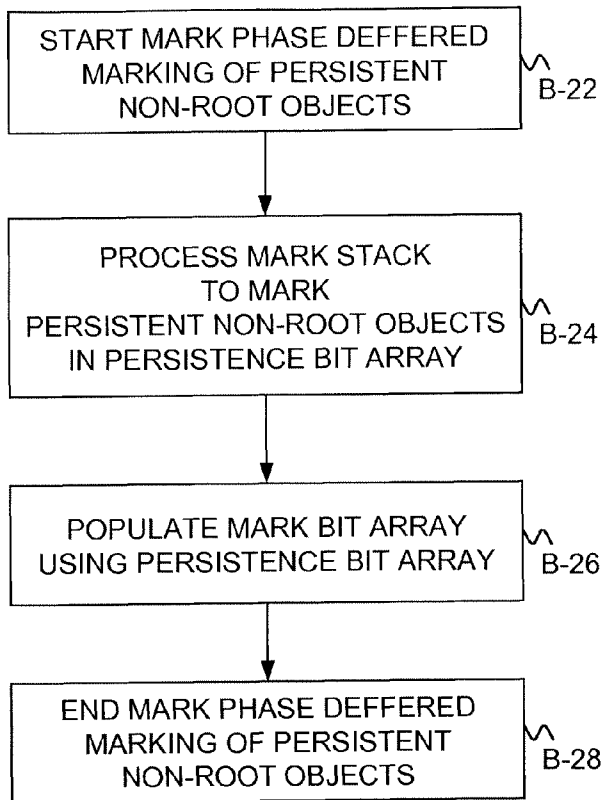 START MARK PHASE DEFFERED
MARKING OF PERSISTENT
NON-ROOT OBJECTS
B-22
PROCESS MARK STACK
TO MARK
PERSISTENT NON-ROOT OBJECTS
IN PERSISTENCE BIT ARRAY
B-24
POPULATE MARK BIT ARRAY
USING PERSISTENCE BIT ARRAY
B-26
END MARK PHASE DEFFERED
MARKING OF PERSISTENT
NON-ROOT OBJECTS
B-28